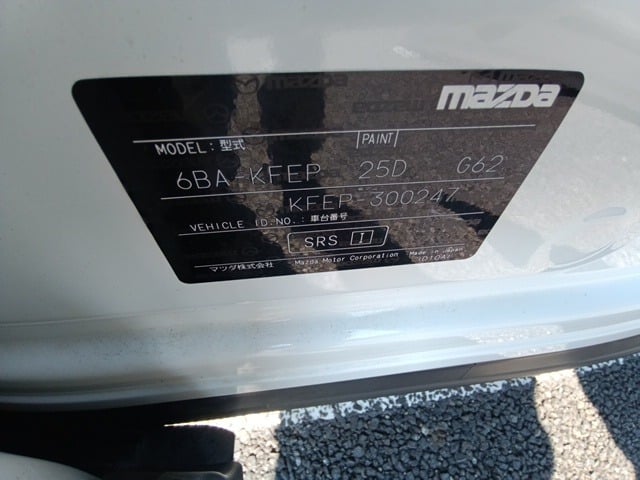 mazda
MODEL: 型式 PAINT
6BA-KFEP 25D G62
KFEP-300247
VEHICLE ID.NO.: 車台番号
SRS I
マツダ株式会社 Mazda Motor Corporation Made in Japan